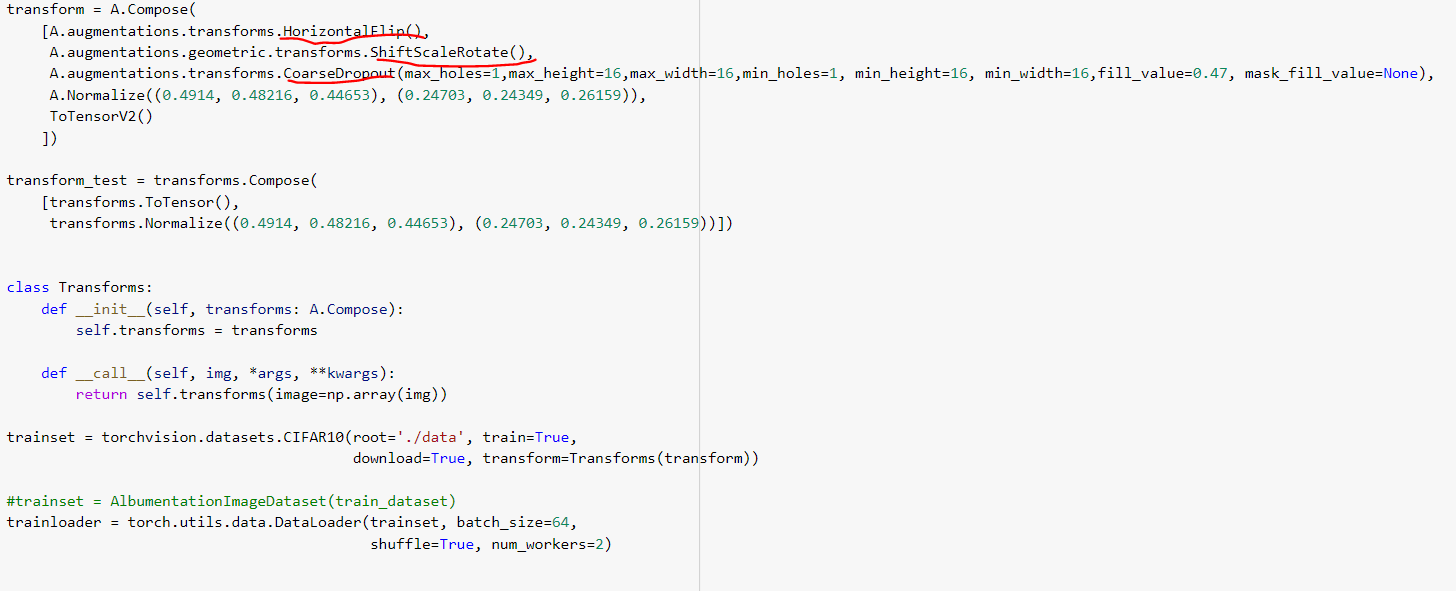 transform = A.Compose(
    [A.augmentations.transforms.HorizontalFlip(),
     A.augmentations.geometric.transforms.ShiftScaleRotate(),
     A.augmentations.transforms.CoarseDropout(max_holes=1,max_height=16,max_width=16,min_holes=1, min_height=16, min_width=16,fill_value=0.47, mask_fill_value=None),
     A.Normalize((0.4914, 0.48216, 0.44653), (0.24703, 0.24349, 0.26159)),
     ToTensorV2()
    ])
transform_test = transforms.Compose(
    [transforms.ToTensor(),
     transforms.Normalize((0.4914, 0.48216, 0.44653), (0.24703, 0.24349, 0.26159))])
class Transforms:
    def __init__(self, transforms: A.Compose):
        self.transforms = transforms
    def __call__(self, img, *args, **kwargs):
        return self.transforms(image=np.array(img))
trainset = torchvision.datasets.CIFAR10(root='./data', train=True,
                                        download=True, transform=Transforms(transform))
#trainset = AlbumentationImageDataset(train_dataset)
trainloader = torch.utils.data.DataLoader(trainset, batch_size=64,
                                          shuffle=True, num_workers=2)